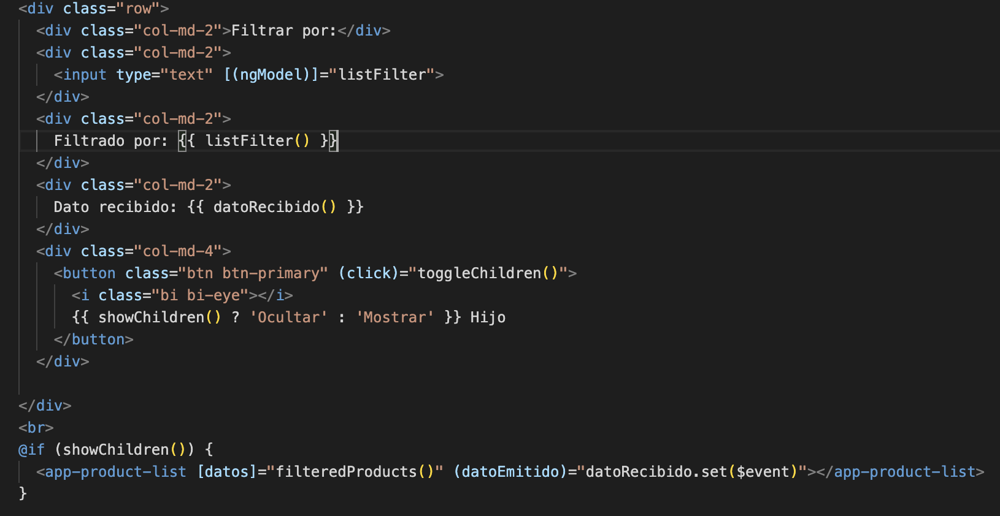 <div class="row">
<div class="col-md-2">Filtrar por:</div>
<div class="col-md-2">
<input type="text" [(ngModel)]="listFilter">
</div>
<div class="col-md-2">
Filtrado por: {{ listFilter() }}
</div>
<div class="col-md-2">
Dato recibido: {{ datoRecibido() }}
</div>
<div class="col-md-4">
<button class="btn btn-primary" (click)="toggleChildren()">
<i class="bi bi-eye"></i>
{{ showChildren() ? 'Ocultar' : 'Mostrar' }} Hijo
</button>
</div>
</div>
<br>
@if (showChildren()) {
<app-product-list [datos]="filteredProducts()" (datoEmitido)="datoRecibido.set($event)"></app-product-list>
}